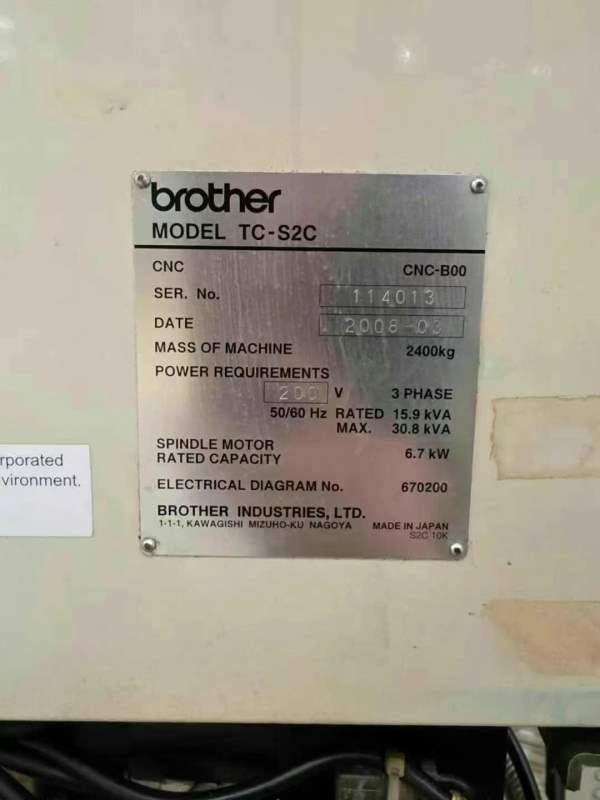 brother
MODEL TC-S2C
CNC CNC-B00
SER. No. 114013
DATE 2008-03
MASS OF MACHINE 2400kg
POWER REQUIREMENTS
200 V 3 PHASE
50/60 Hz RATED 15.9 kVA
MAX. 30.8 kVA
SPINDLE MOTOR
RATED CAPACITY 6.7 kW
ELECTRICAL DIAGRAM No. 670200
BROTHER INDUSTRIES, LTD.
1-1-1, KAWAGISHI MIZUHO-KU NAGOYA MADE IN JAPAN
S2C 10K
rporated
vironment.